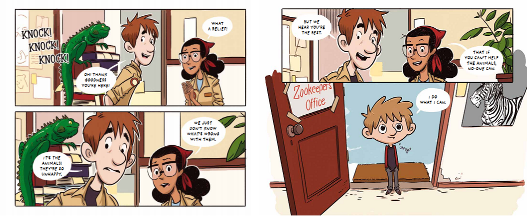 KNOCK!
KNOCK!
KNOCK!
OH! THANK
GOODNESS
YOU'RE HERE!
WHAT
A RELIEF!
IT'S THE
ANIMALS!
THEY'RE SO
UNHAPPY.
WE JUST
DON'T KNOW
WHAT'S WRONG
WITH THEM.
BUT WE
HEAR YOU'RE
THE BEST.
THAT IF
YOU CAN'T HELP
THE ANIMALS,
NO-ONE CAN.
Zookeeper's
Office
I DO
WHAT I CAN.